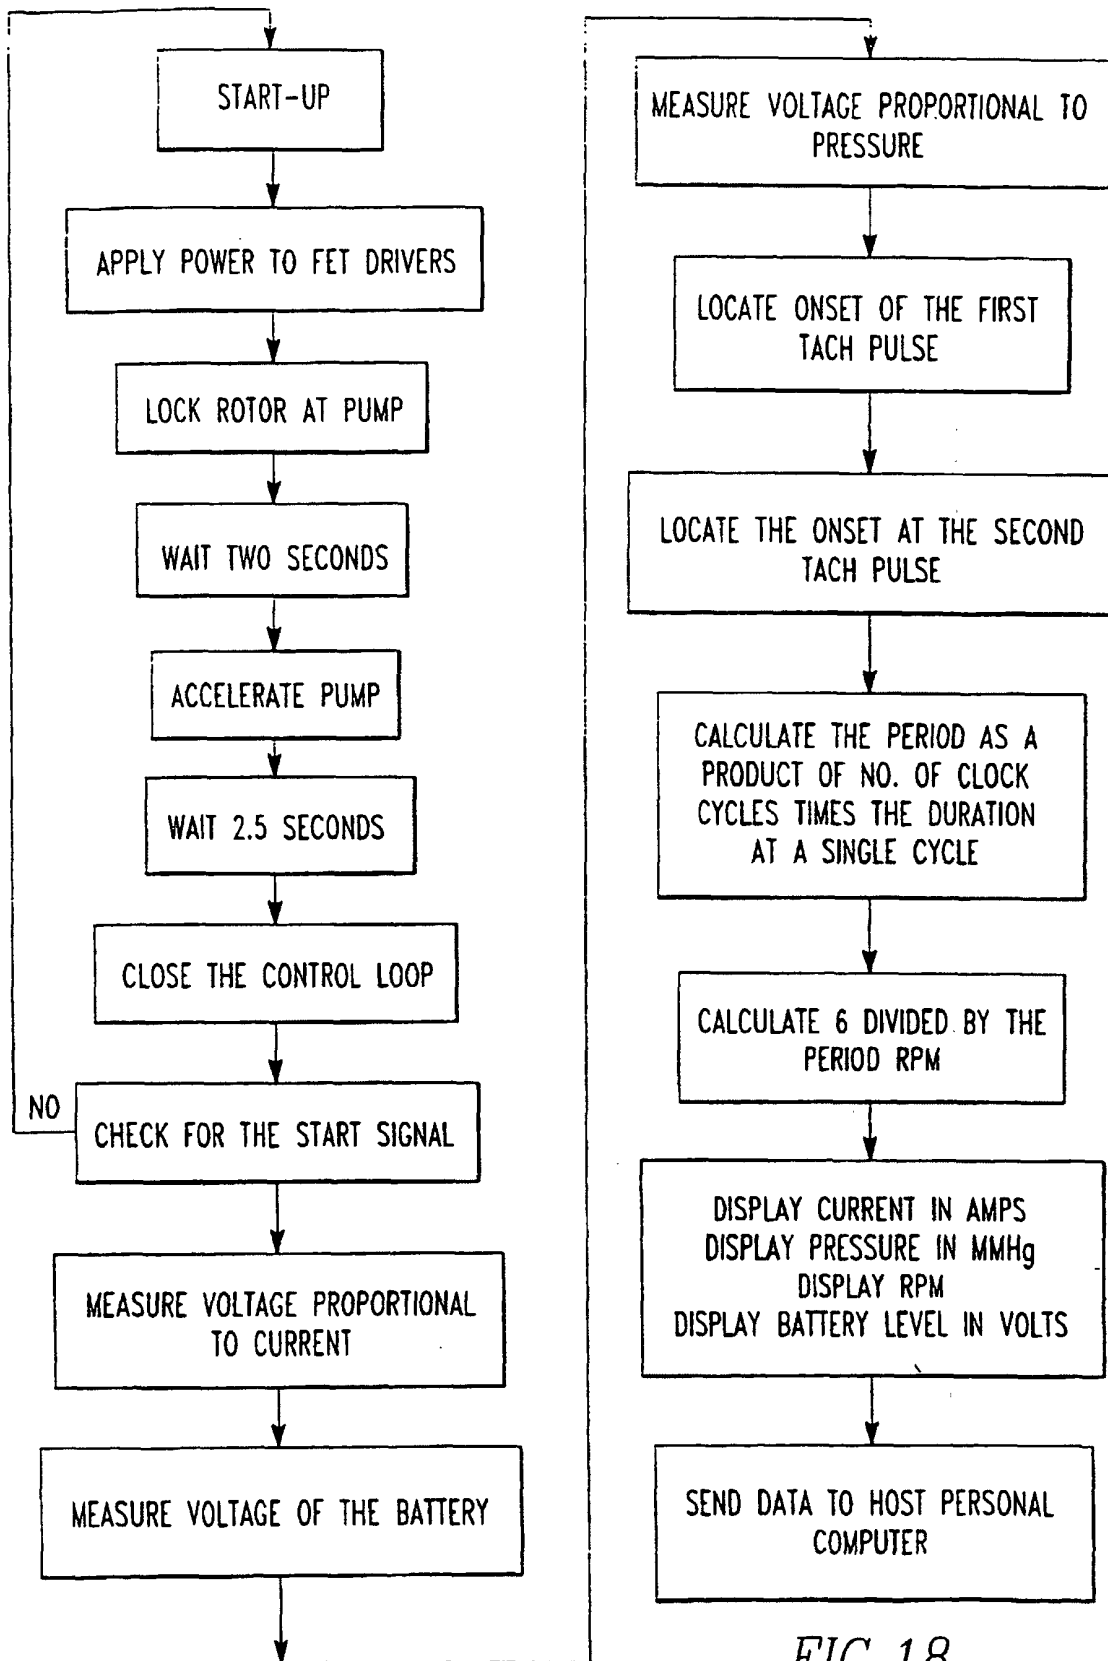 START-UP
APPLY POWER TO FET DRIVERS
LOCK ROTOR AT PUMP
WAIT TWO SECONDS
ACCELERATE PUMP
WAIT 2.5 SECONDS
CLOSE THE CONTROL LOOP
NO
CHECK FOR THE START SIGNAL
MEASURE VOLTAGE PROPORTIONAL
TO CURRENT
MEASURE VOLTAGE OF THE BATTERY
MEASURE VOLTAGE PROPORTIONAL TO
PRESSURE
LOCATE ONSET OF THE FIRST
TACH PULSE
LOCATE THE ONSET AT THE SECOND
TACH PULSE
CALCULATE THE PERIOD AS A
PRODUCT OF NO. OF CLOCK
CYCLES TIMES THE DURATION
AT A SINGLE CYCLE
CALCULATE 6 DIVIDED BY THE
PERIOD RPM
DISPLAY CURRENT IN AMPS
DISPLAY PRESSURE IN MMHg
DISPLAY RPM
DISPLAY BATTERY LEVEL IN VOLTS
SEND DATA TO HOST PERSONAL
COMPUTER
FIG. 18